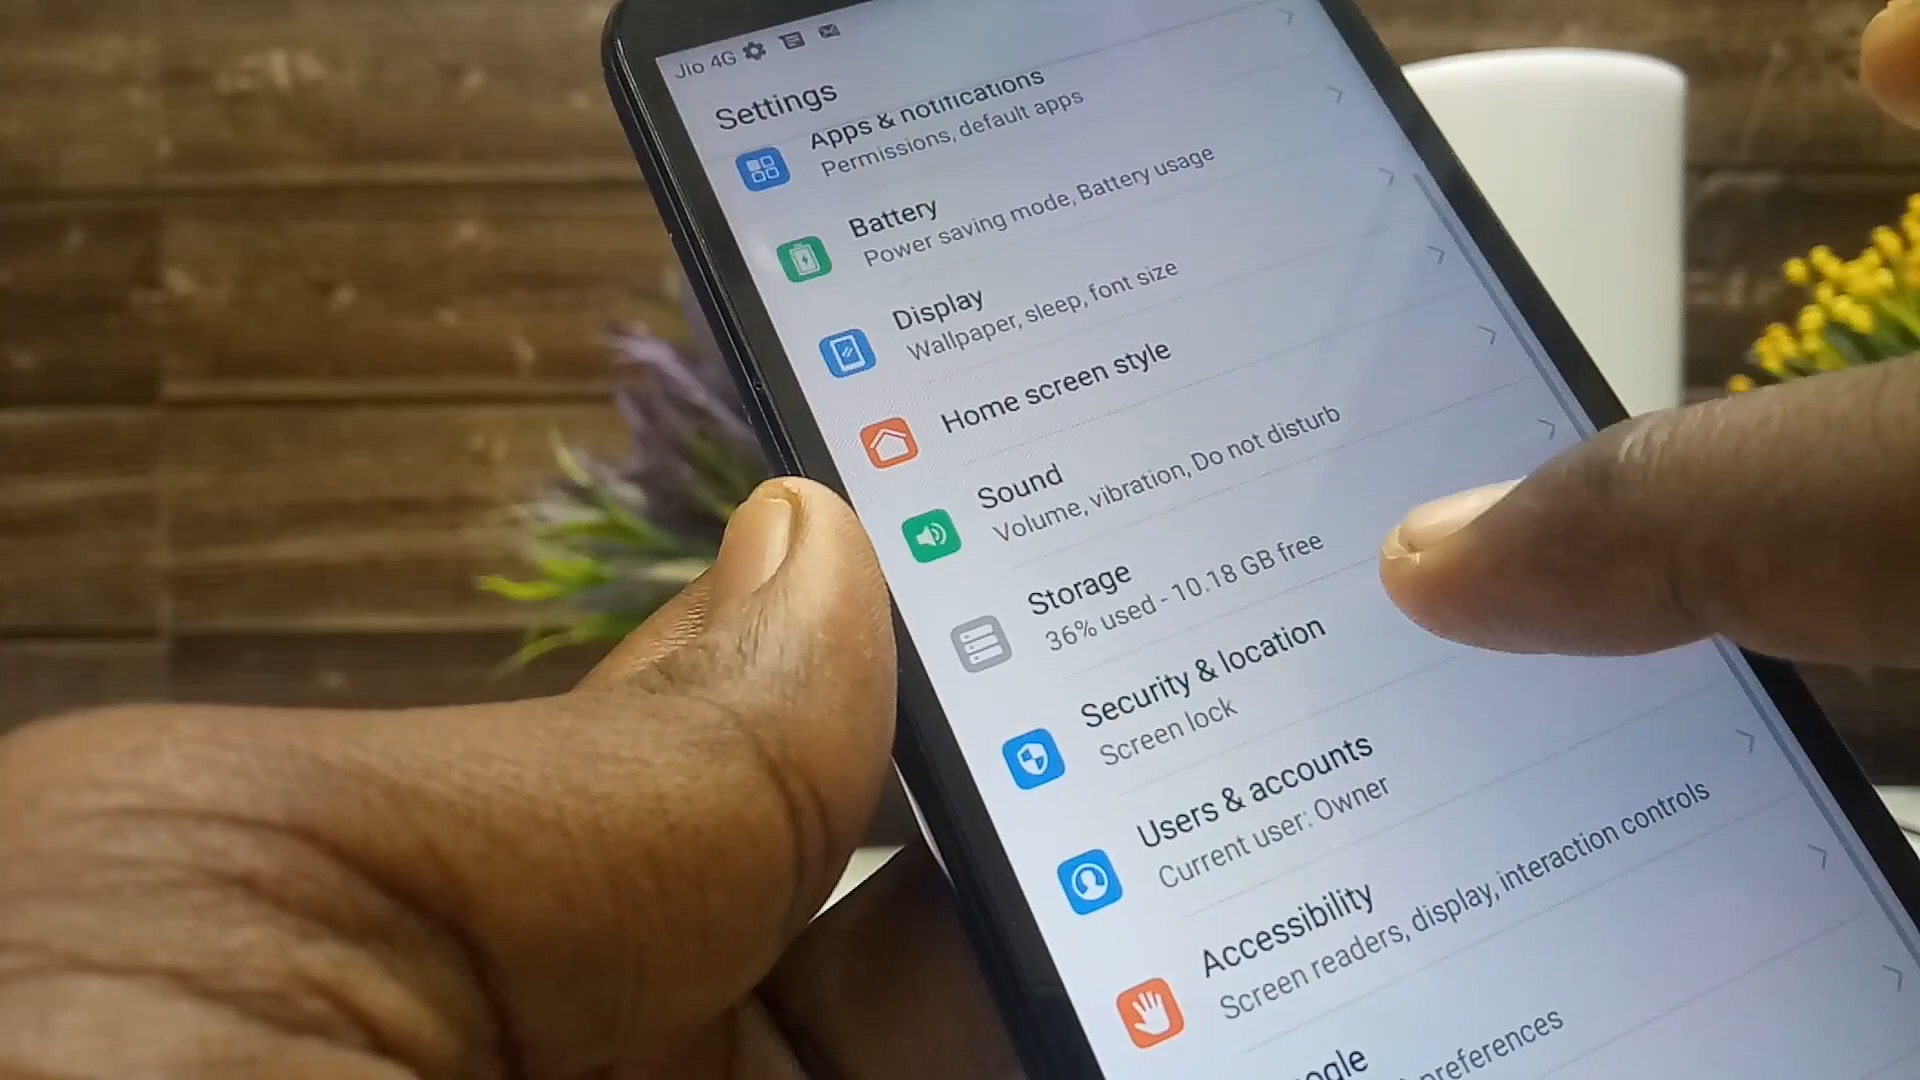 Jio 4G
Settings
Apps & notifications
Permissions, default apps
Battery
Power saving mode, Battery usage
Display
Wallpaper, sleep, font size
Home screen style
Sound
Volume, vibration, Do not disturb
Storage
36% used - 10.18 GB free
Security & location
Screen lock
Users & accounts
Current user: Owner
Accessibility
Screen readers, display, interaction controls
ogle
preferences